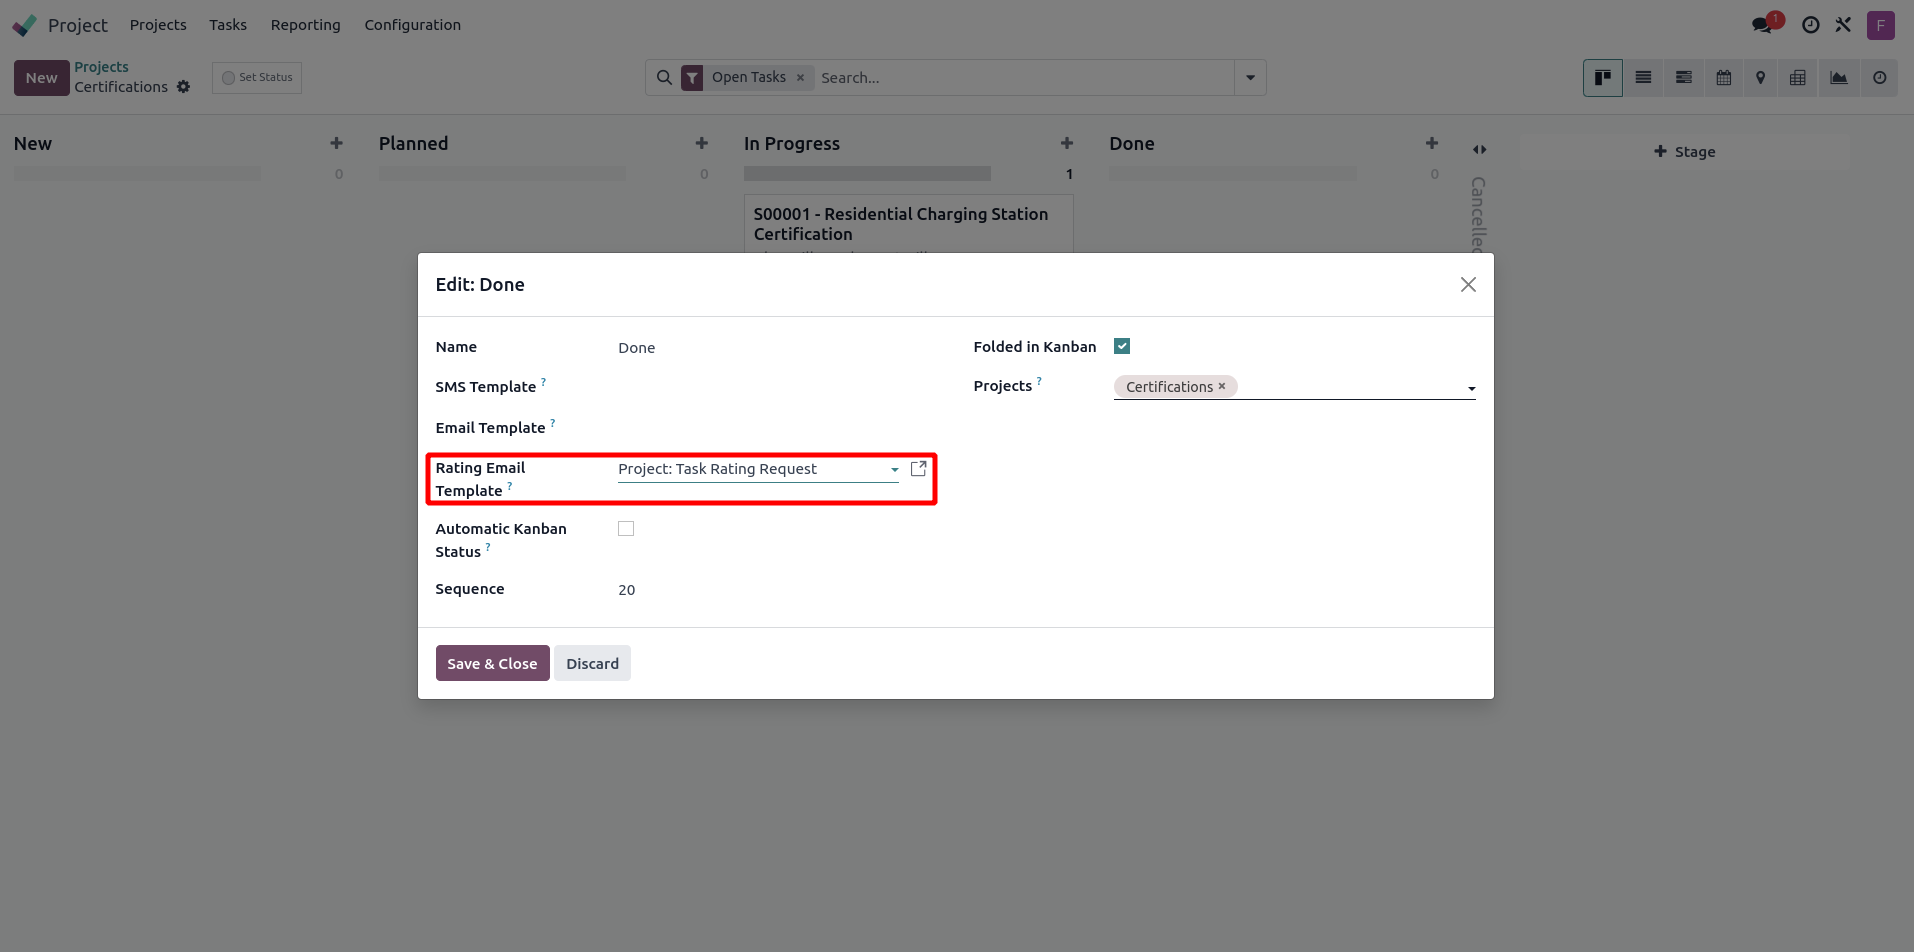 Project Projects Tasks Reporting Configuration 1 F
New Projects
Certifications
Set Status
Open Tasks × Search...
New 0
Planned 0
In Progress 1
Done 0
Cancelled
Stage
S00001 - Residential Charging Station
Certification
Edit: Done
Name Done
SMS Template ?
Email Template ?
Rating Email
Template ?
Project: Task Rating Request
Automatic Kanban
Status ?
Sequence 20
Folded in Kanban
Projects ? Certifications ×
Save & Close Discard